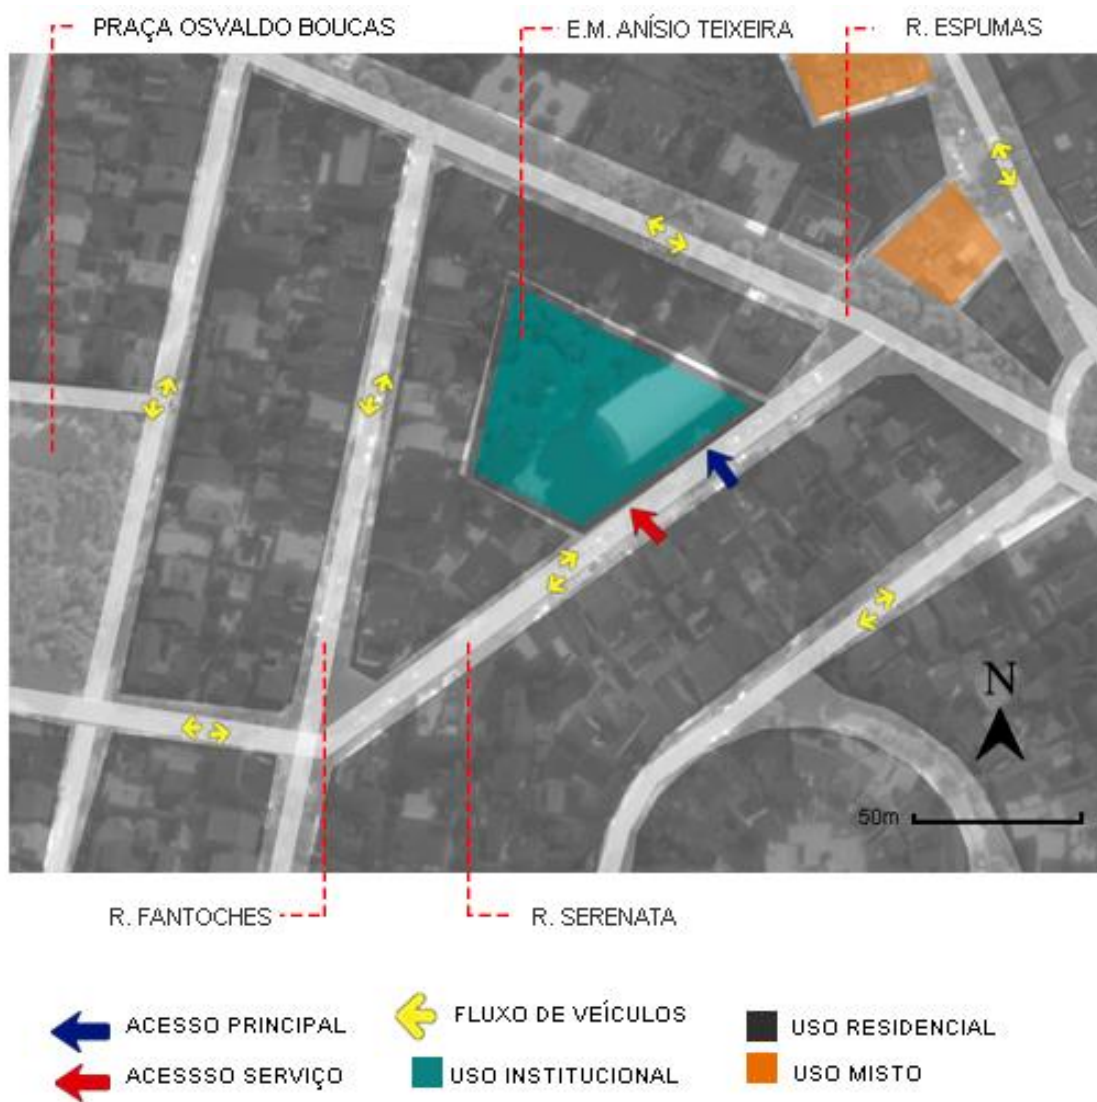 PRAÇA OSVALDO BOUCAS
E.M. ANÍSIO TEIXEIRA
R. ESPUMAS
N
50m
R. FANTOCHES
R. SERENATA
ACESSO PRINCIPAL
FLUXO DE VEÍCULOS
USO RESIDENCIAL
ACESSSO SERVIÇO
USO INSTITUCIONAL
USO MISTO